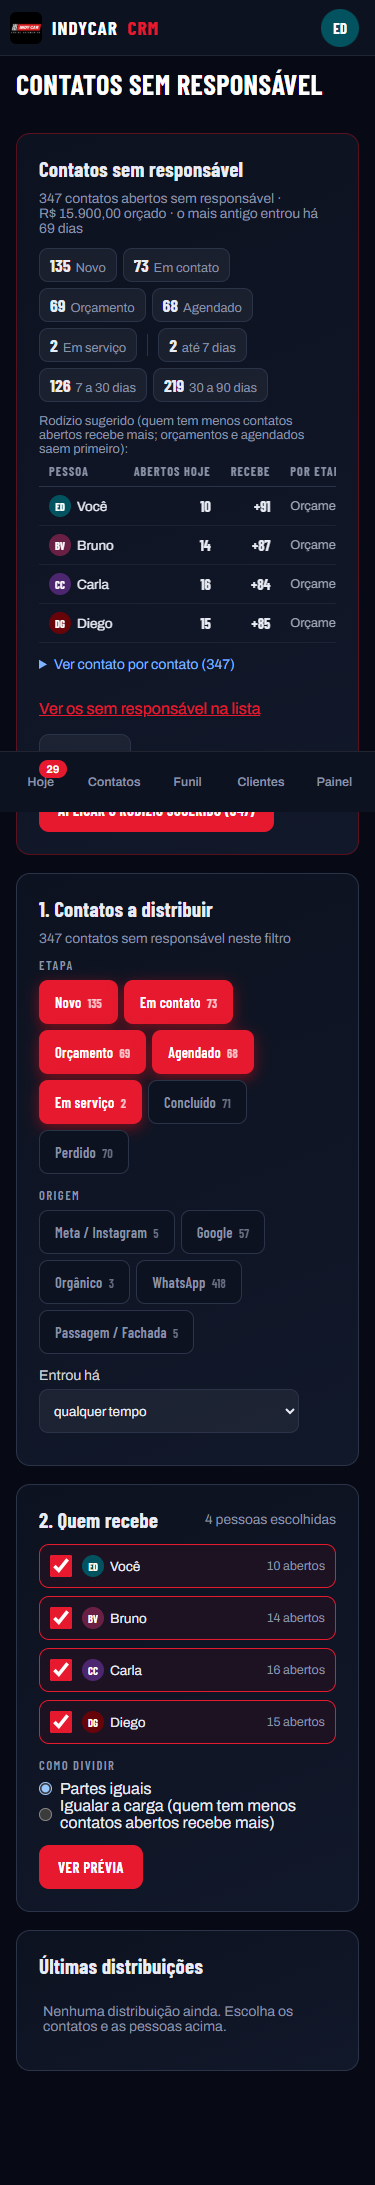 INDY CAR
INDYCAR CRM
ED
CONTATOS SEM RESPONSÁVEL
Contatos sem responsável
347 contatos abertos sem responsável ·
R$ 15.900,00 orçado · o mais antigo entrou há
69 dias
135 Novo
73 Em contato
69 Orçamento
68 Agendado
2 Em serviço
2 até 7 dias
126 7 a 30 dias
219 30 a 90 dias
Rodízio sugerido (quem tem menos contatos
abertos recebe mais; orçamentos e agendados
saem primeiro):
PESSOA ABERTOS HOJE RECEBE POR ETAI
ED Você 10 +91 Orçame
BV Bruno 14 +87 Orçame
CC Carla 16 +84 Orçame
DG Diego 15 +85 Orçame
▶ Ver contato por contato (347)
Ver os sem responsável na lista
29
Hoje Contatos Funil Clientes Painel
APLICAR O RODÍZIO SUGERIDO (347)
1. Contatos a distribuir
347 contatos sem responsável neste filtro
ETAPA
Novo 135
Em contato 73
Orçamento 69
Agendado 68
Em serviço 2
Concluído 71
Perdido 70
ORIGEM
Meta / Instagram 5
Google 57
Orgânico 3
WhatsApp 418
Passagem / Fachada 5
Entrou há
qualquer tempo
2. Quem recebe 4 pessoas escolhidas
ED Você 10 abertos
BV Bruno 14 abertos
CC Carla 16 abertos
DG Diego 15 abertos
COMO DIVIDIR
Partes iguais
Igualar a carga (quem tem menos
contatos abertos recebe mais)
VER PRÉVIA
Últimas distribuições
Nenhuma distribuição ainda. Escolha os
contatos e as pessoas acima.